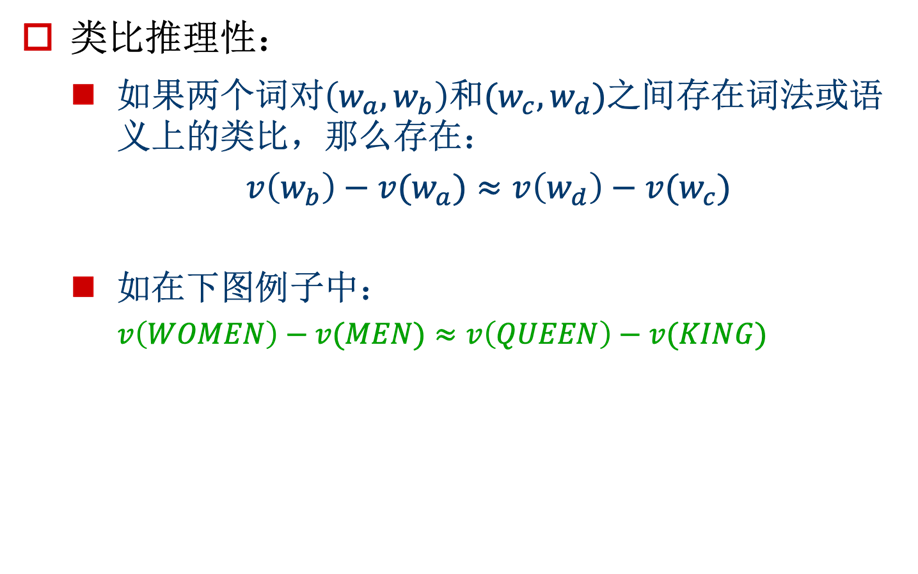 类比推理性：
如果两个词对(w_a, w_b)和(w_c, w_d)之间存在词法或语
义上的类比，那么存在：
v(w_b) − v(w_a) ≈ v(w_d) − v(w_c)
如在下图例子中：
v(WOMEN) − v(MEN) ≈ v(QUEEN) − v(KING)